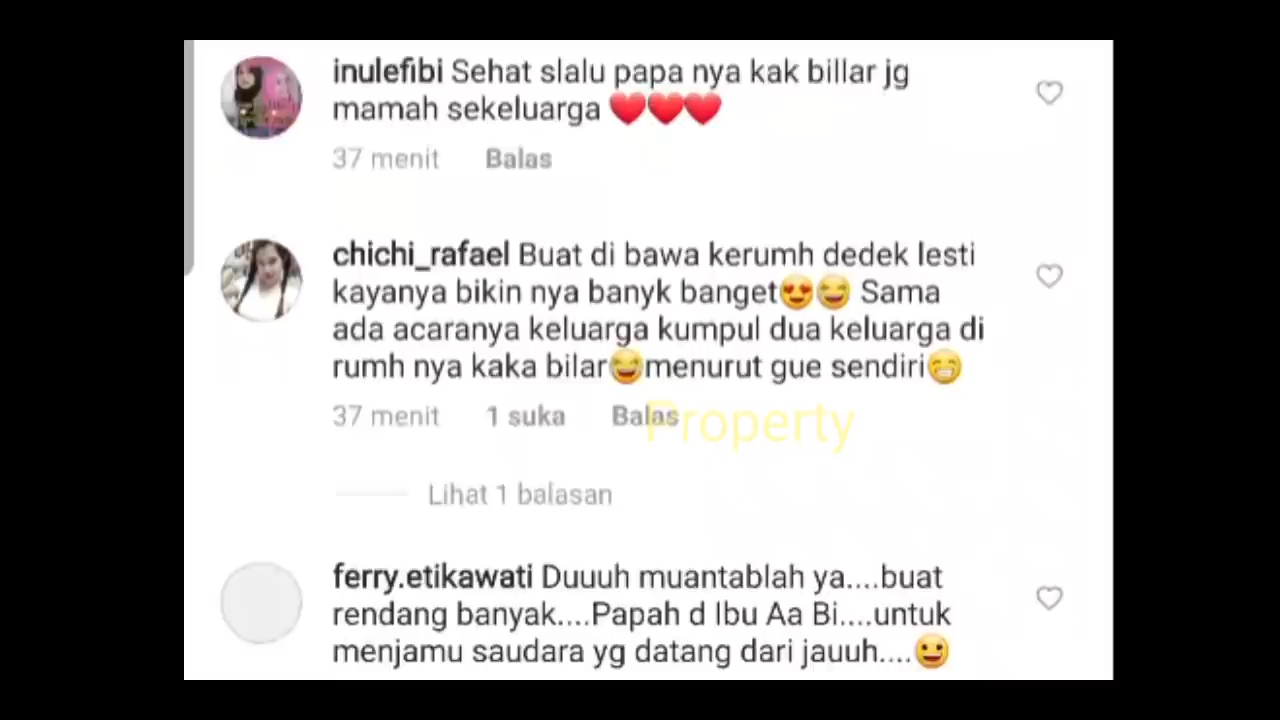 inulefibi Sehat slalu papa nya kak billar jg
mamah sekeluarga ❤️❤️❤️
37 menit Balas
chichi_rafael Buat di bawa kerumh dedek lesti
kayanya bikin nya banyk banget😍😂 Sama
ada acaranya keluarga kumpul dua keluarga di
rumh nya kaka bilar😂menurut gue sendiri😁
37 menit 1 suka Balas
Property
Lihat 1 balasan
ferry.etikawati Duuuh muantablah ya....buat
rendang banyak....Papah d Ibu Aa Bi....untuk
menjamu saudara yg datang dari jauuh....😀